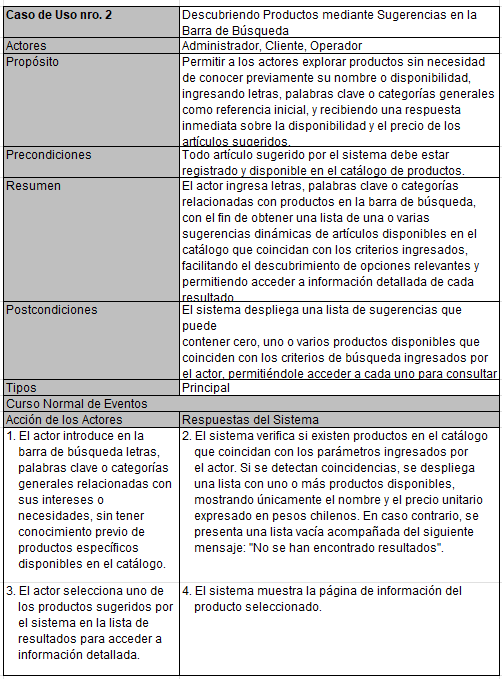 Caso de Uso nro. 2
Descubriendo Productos mediante Sugerencias en la
Barra de Búsqueda
Actores
Administrador, Cliente, Operador
Propósito
Permitir a los actores explorar productos sin necesidad
de conocer previamente su nombre o disponibilidad,
ingresando letras, palabras clave o categorías generales
como referencia inicial, y recibiendo una respuesta
inmediata sobre la disponibilidad y el precio de los
artículos sugeridos.
Precondiciones
Todo artículo sugerido por el sistema debe estar
registrado y disponible en el catálogo de productos.
Resumen
El actor ingresa letras, palabras clave o categorías
relacionadas con productos en la barra de búsqueda,
con el fin de obtener una lista de una o varias
sugerencias dinámicas de artículos disponibles en el
catálogo que coincidan con los criterios ingresados,
facilitando el descubrimiento de opciones relevantes y
permitiendo acceder a información detallada de cada
resultado
Postcondiciones
El sistema despliega una lista de sugerencias que
puede
contener cero, uno o varios productos disponibles que
coinciden con los criterios de búsqueda ingresados por
el actor, permitiéndole acceder a cada uno para consultar
Tipos
Principal
Curso Normal de Eventos
Acción de los Actores
Respuestas del Sistema
1. El actor introduce en la
barra de búsqueda letras,
palabras clave o categorías
generales relacionadas con
sus intereses o
necesidades, sin tener
conocimiento previo de
productos específicos
disponibles en el catálogo.
2. El sistema verifica si existen productos en el catálogo
que coincidan con los parámetros ingresados por
el actor. Si se detectan coincidencias, se despliega
una lista con uno o más productos disponibles,
mostrando únicamente el nombre y el precio unitario
expresado en pesos chilenos. En caso contrario, se
presenta una lista vacía acompañada del siguiente
mensaje: "No se han encontrado resultados".
3. El actor selecciona uno de
los productos sugeridos por
el sistema en la lista de
resultados para acceder a
información detallada.
4. El sistema muestra la página de información del
producto seleccionado.